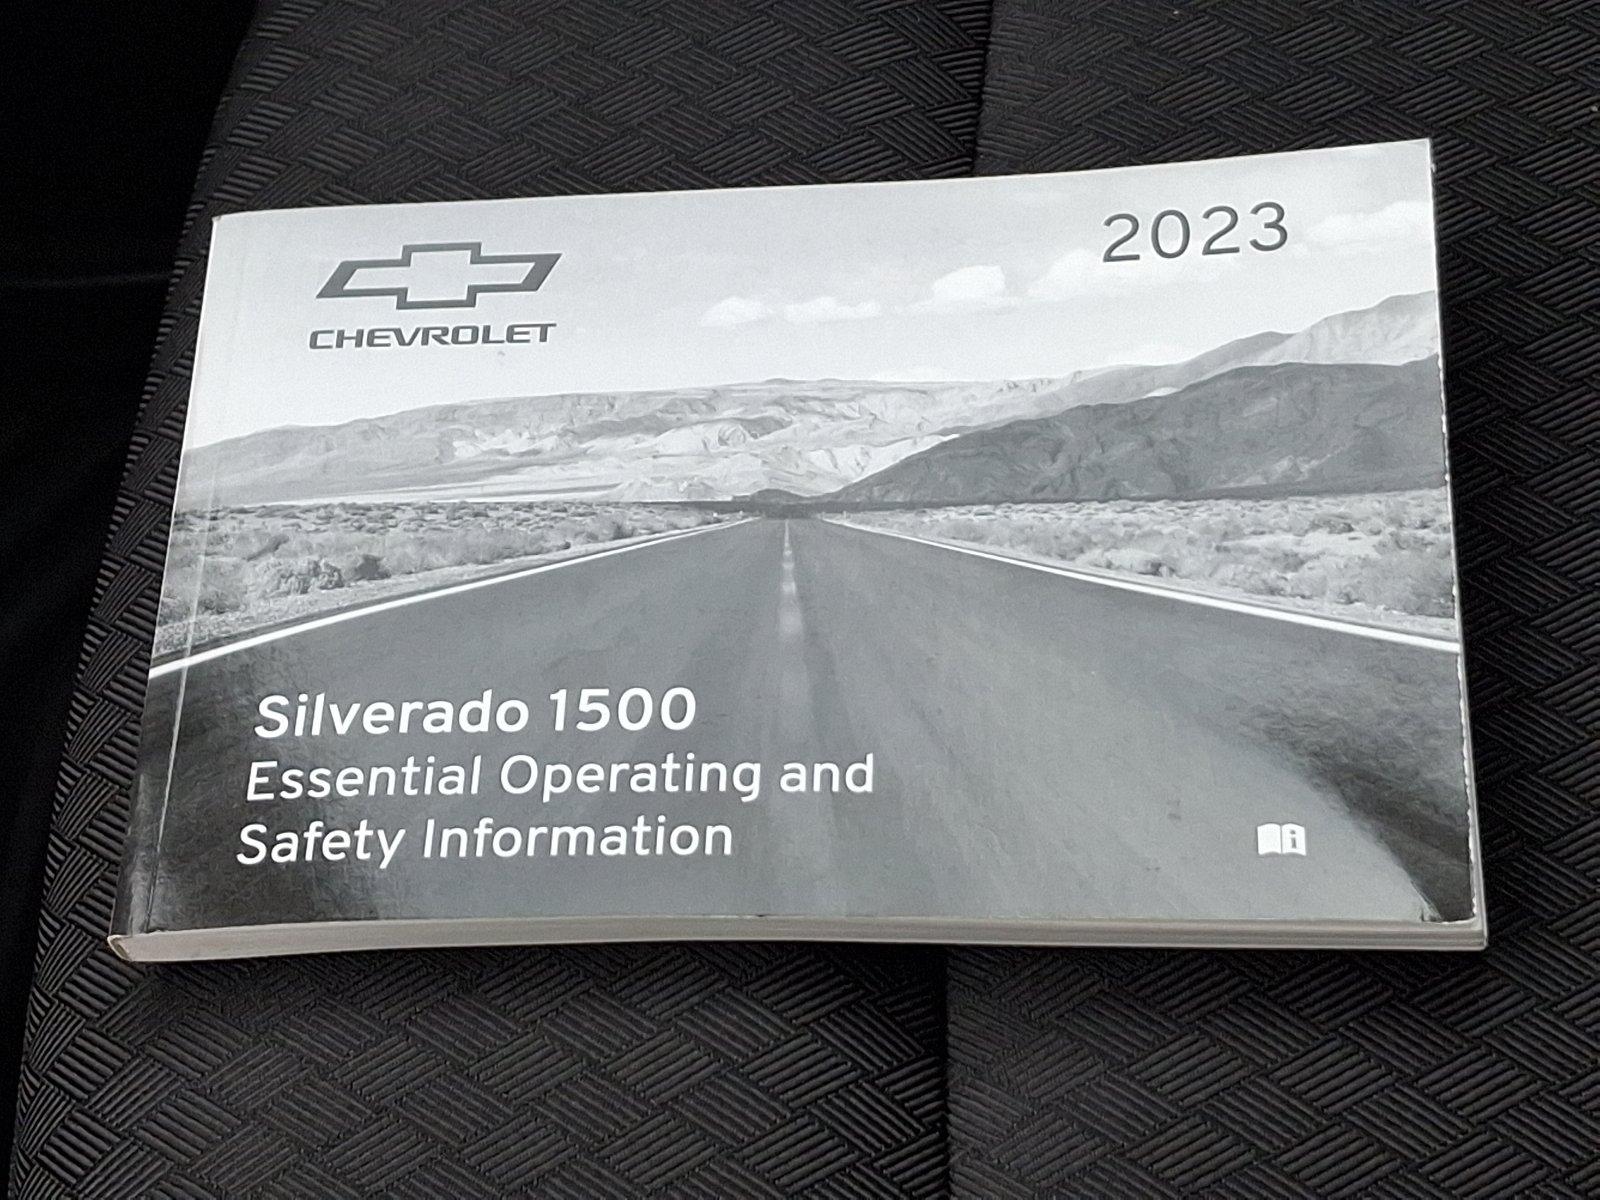 2023
CHEVROLET
Silverado 1500
Essential Operating and
Safety Information
i